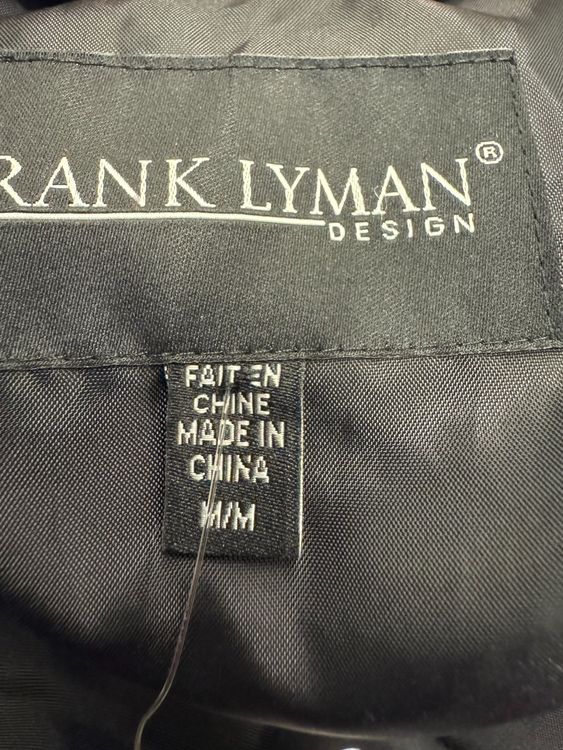 RANK LYMAN®
DESIGN
FAIT EN
CHINE
MADE IN
CHINA
M/M